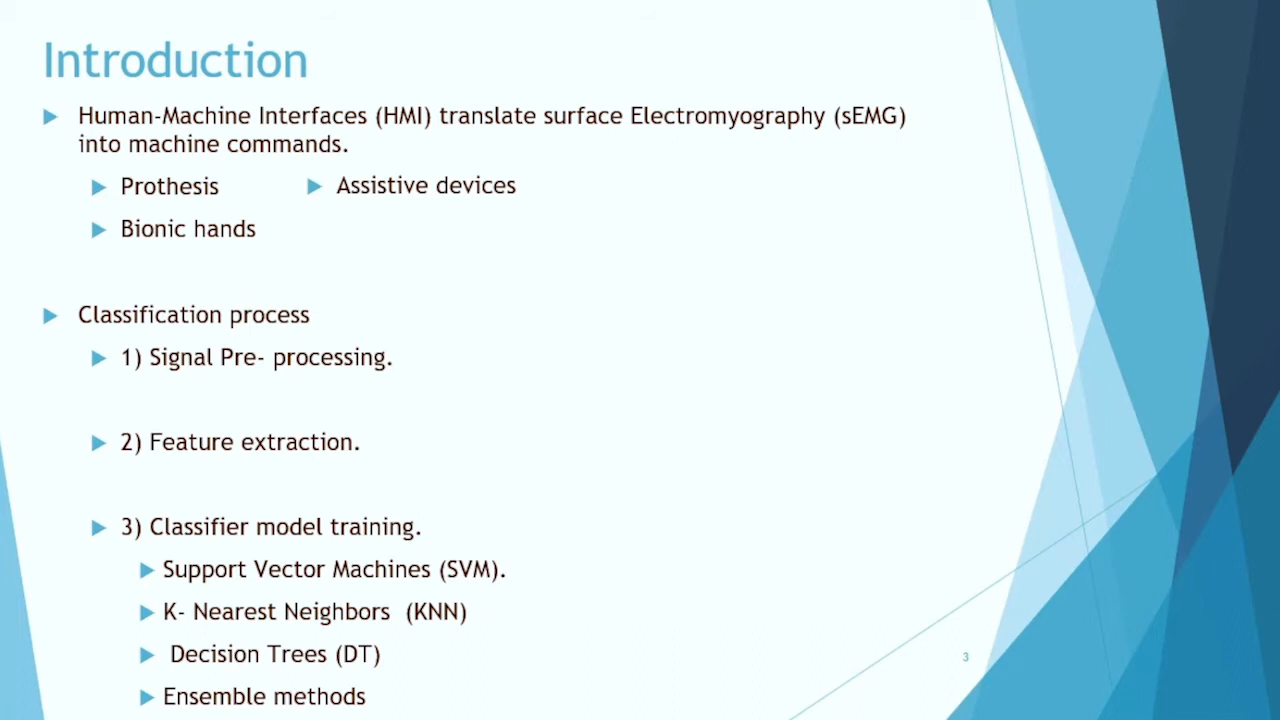 Introduction
Human-Machine Interfaces (HMI) translate surface Electromyography (sEMG)
into machine commands.
Prothesis
Assistive devices
Bionic hands
Classification process
1) Signal Pre- processing.
2) Feature extraction.
3) Classifier model training.
Support Vector Machines (SVM).
K- Nearest Neighbors (KNN)
Decision Trees (DT)
Ensemble methods
3